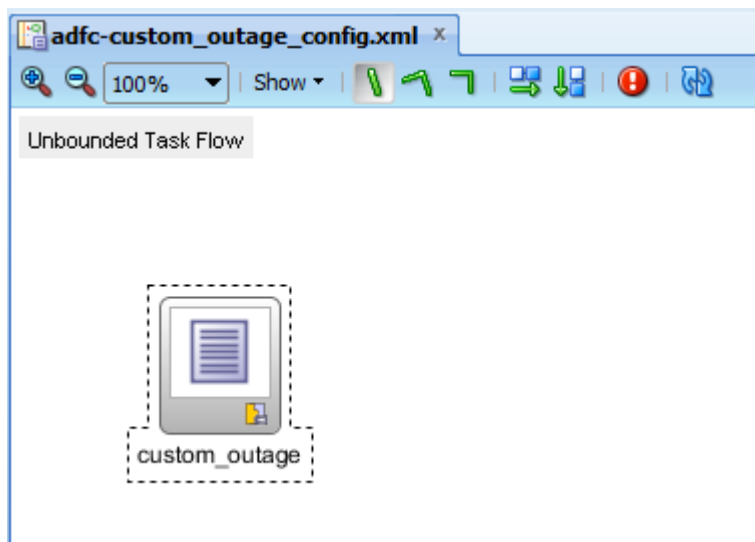 adfc-custom_outage_config.xml x
100% Show
Unbounded Task Flow
custom_outage